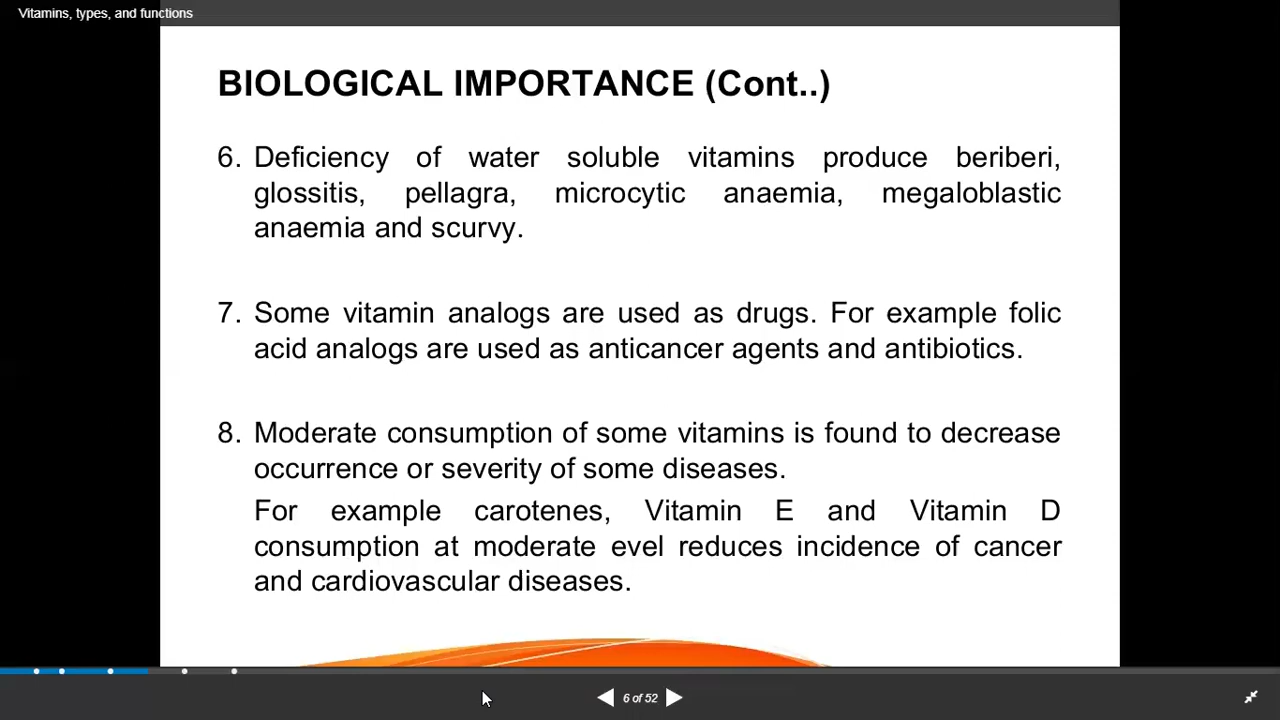 Vitamins, types, and functions
BIOLOGICAL IMPORTANCE (Cont..)
6. Deficiency of water soluble vitamins produce beriberi,
glossitis, pellagra, microcytic anaemia, megaloblastic
anaemia and scurvy.
7. Some vitamin analogs are used as drugs. For example folic
acid analogs are used as anticancer agents and antibiotics.
8. Moderate consumption of some vitamins is found to decrease
occurrence or severity of some diseases.
For example carotenes, Vitamin E and Vitamin D
consumption at moderate evel reduces incidence of cancer
and cardiovascular diseases.
6 of 52